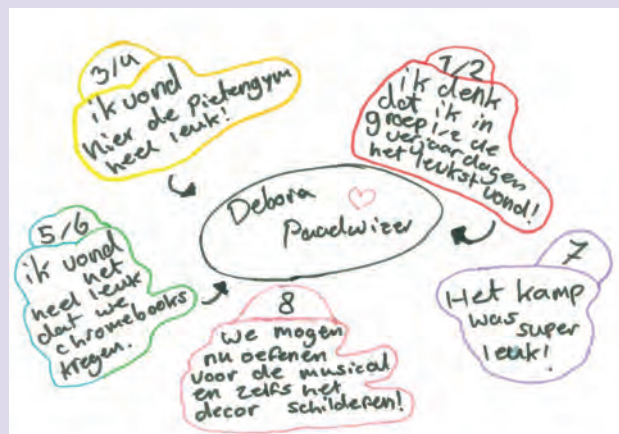 3/4
ik vond
hier de pietengym
heel leuk!
1/2
ik denk
dat ik in
groep 1/2 de
verjaardagen
het leukst vond!
Debora
5/6
ik vond
het
heel leuk
dat we
chromebooks
kregen.
8
we mogen
nu oefenen
voor de musical
en zelfs het
decor schilderen!
7
Het kamp
was
super
leuk!